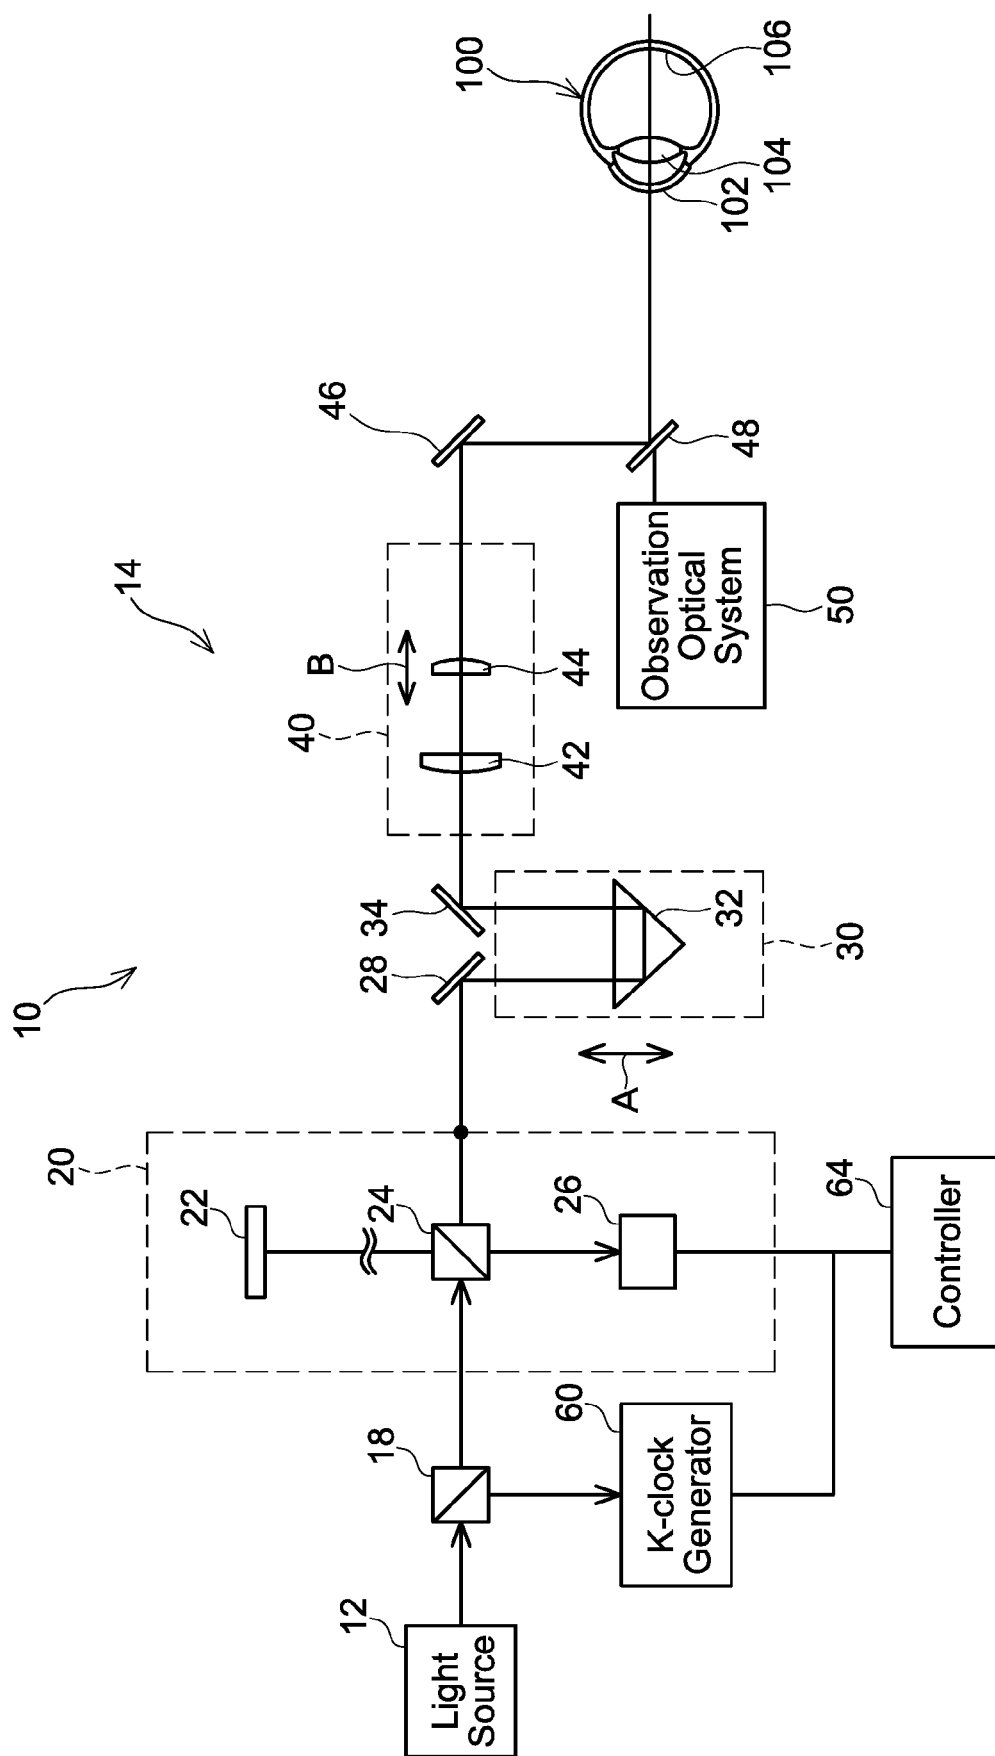 10
14
100
106
104
102
46
48
Observation
Optical
System
50
40
B
44
42
34
28
32
30
A
20
22
24
26
64
Controller
18
60
K-clock
Generator
12
Light
Source